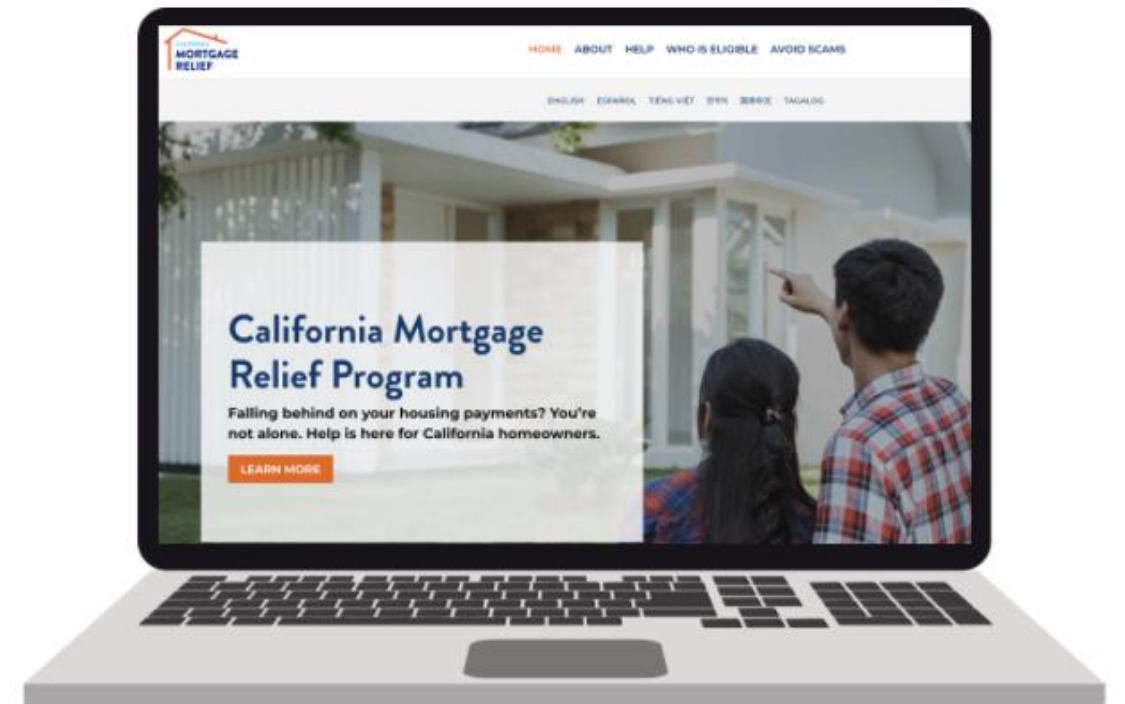 MORTGAGE
RELIEF
HOME ABOUT HELP WHO IS ELIGIBLE AVOID SCAMS
ENGLISH ESPAÑOL TIẾNG VIỆT TAGALOG
California Mortgage
Relief Program
Falling behind on your housing payments? You're
not alone. Help is here for California homeowners.
LEARN MORE